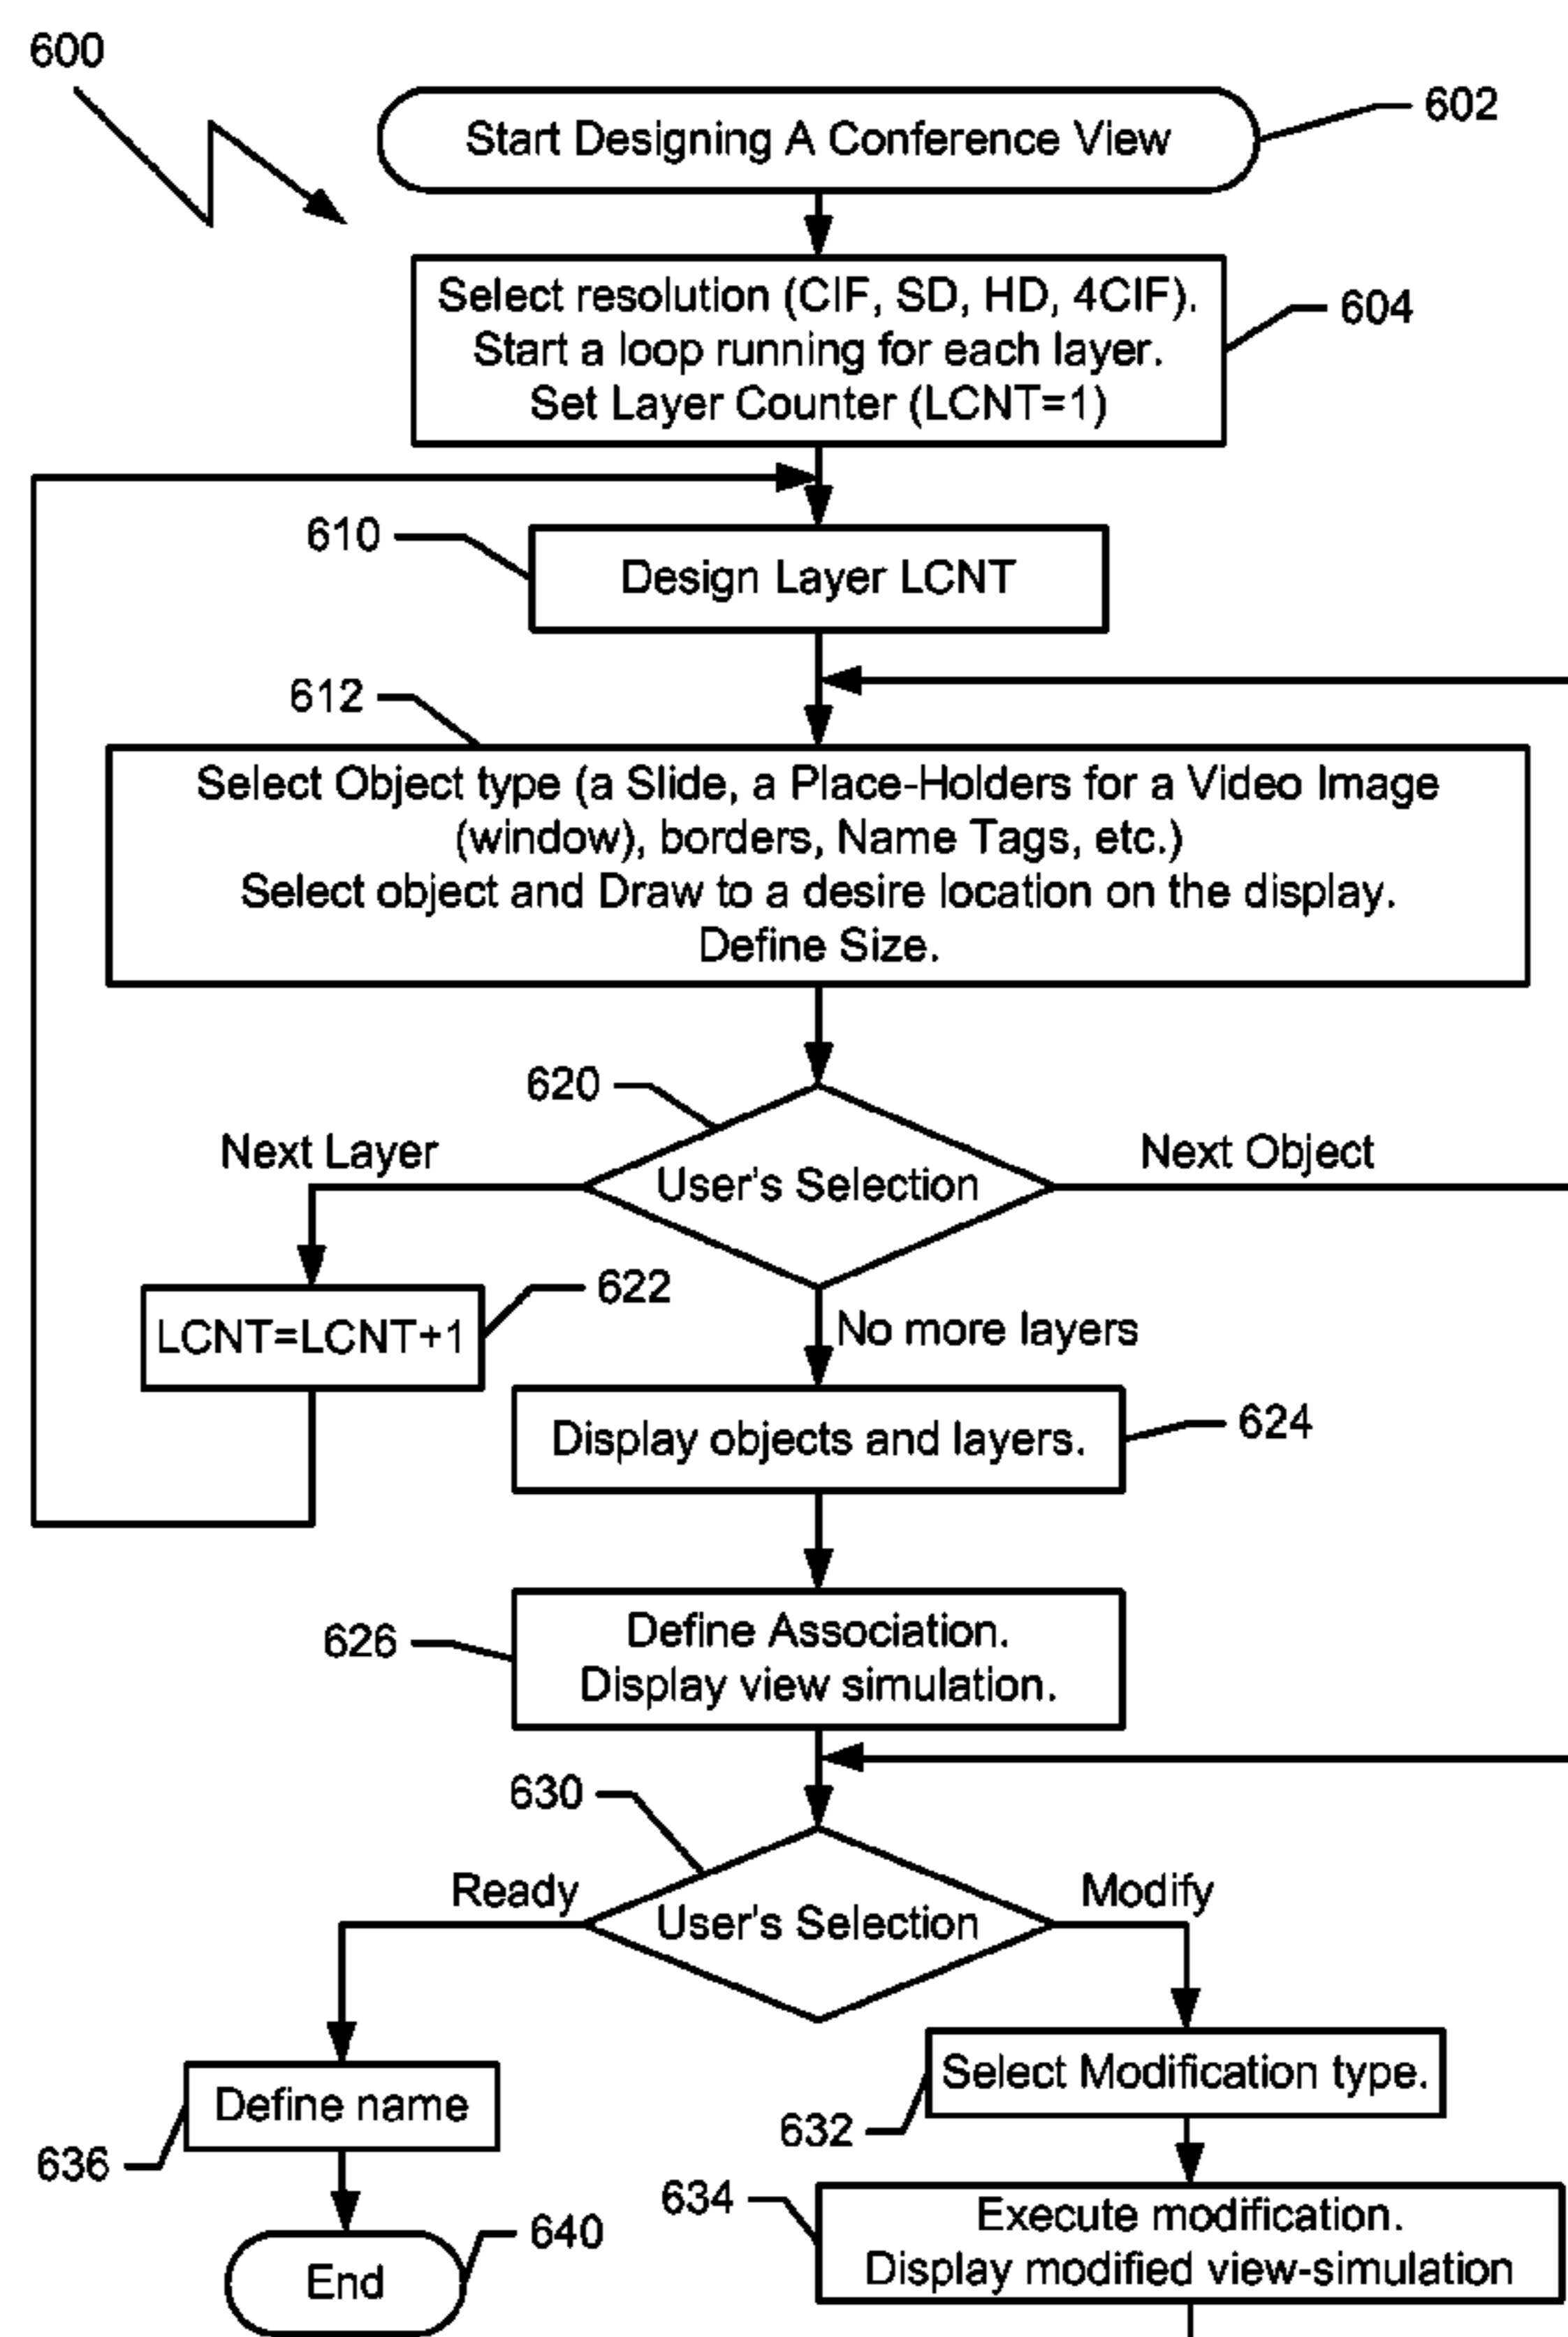 600
Start Designing A Conference View
602
Select resolution (CIF, SD, HD, 4CIF).
Start a loop running for each layer.
Set Layer Counter (LCNT=1)
604
610
Design Layer LCNT
612
Select Object type (a Slide, a Place-Holders for a Video Image
(window), borders, Name Tags, etc.)
Select object and Draw to a desire location on the display.
Define Size.
620
Next Layer
User's Selection
Next Object
LCNT=LCNT+1
622
No more layers
Display objects and layers.
624
626
Define Association.
Display view simulation.
630
Ready
User's Selection
Modify
Define name
636
Select Modification type.
632
634
Execute modification.
Display modified view-simulation
End
640